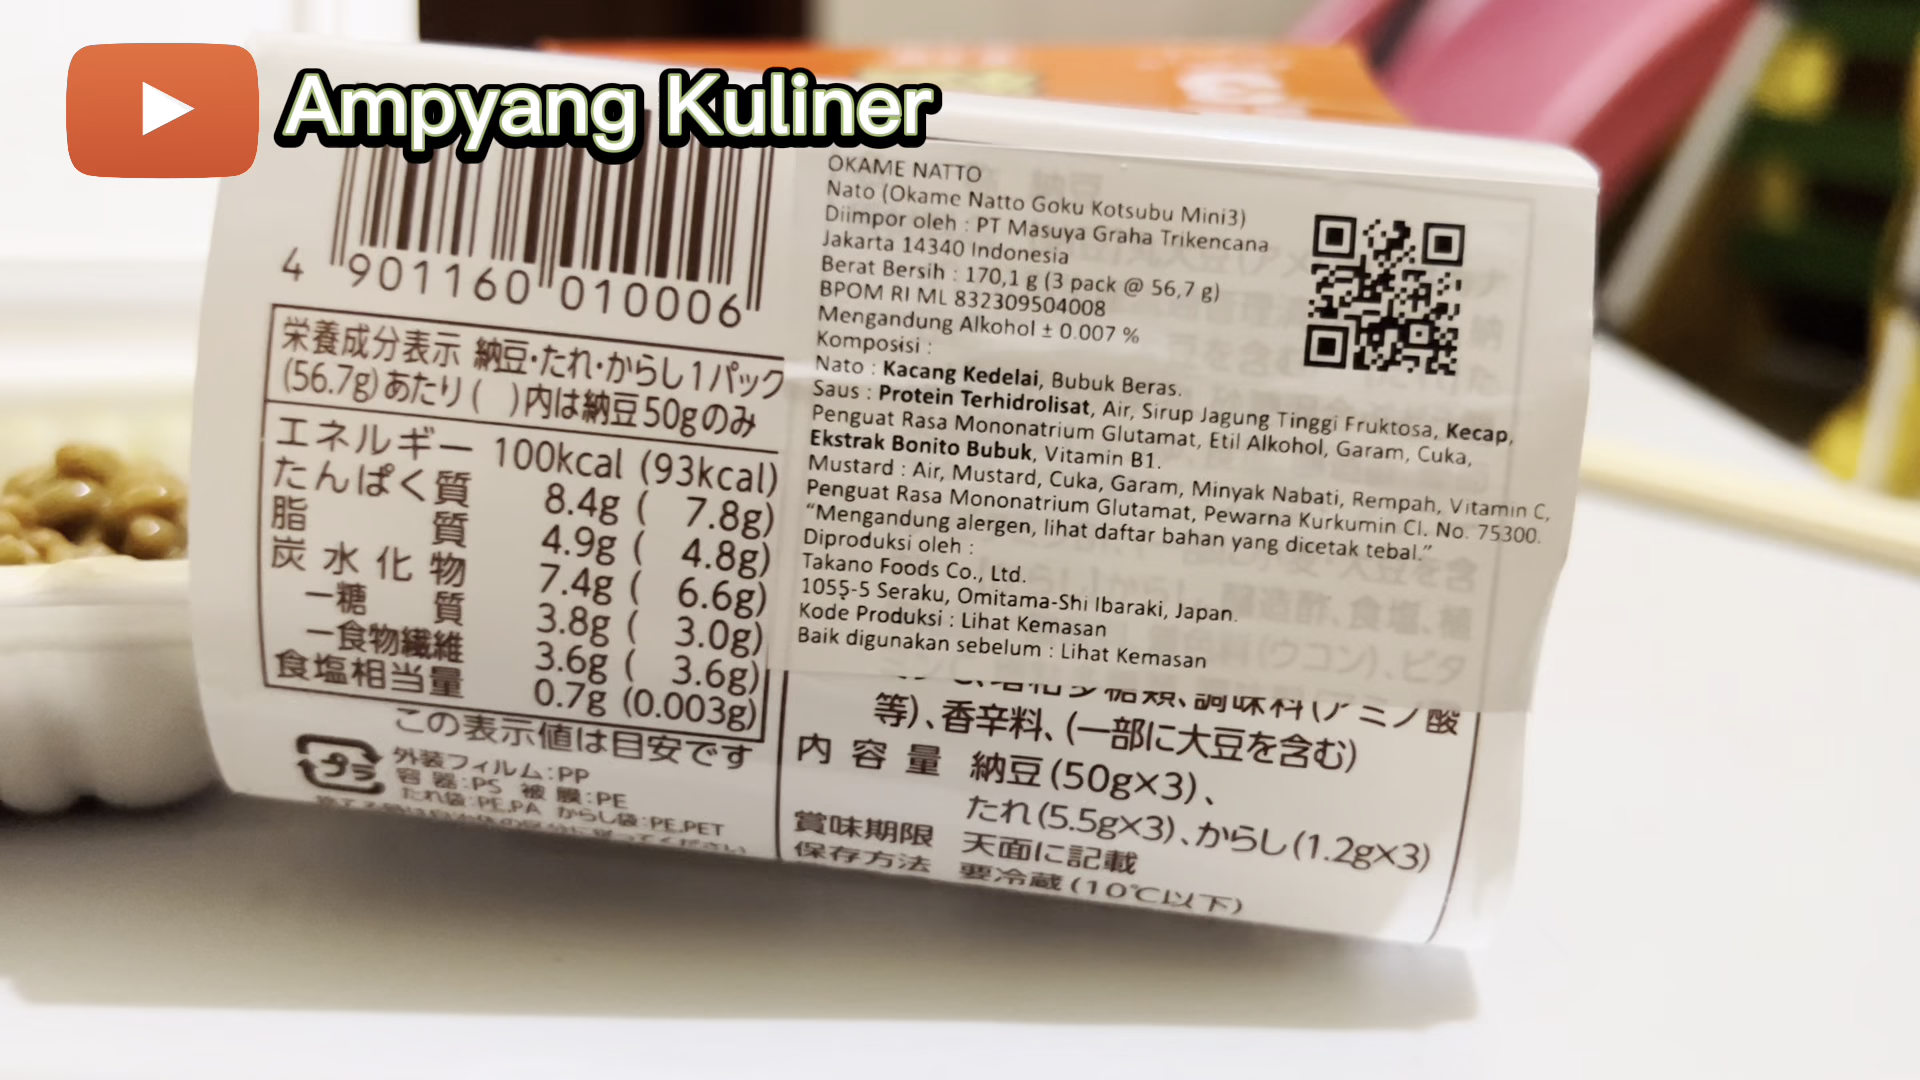 Ampyang Kuliner
4 901160 010006
栄養成分表示 納豆・たれ・からし1パック
(56.7g)あたり( )内は納豆50gのみ
エネルギー 100kcal (93kcal)
たんぱく質 8.4g ( 7.8g)
脂質 4.9g ( 4.8g)
炭水化物 7.4g ( 6.6g)
ー糖質 3.8g ( 3.0g)
ー食物繊維 3.6g ( 3.6g)
食塩相当量 0.7g (0.003g)
この表示値は目安です
プラ
外装フィルム:PP
容器:PS 被膜:PE
たれ袋:PE,PA からし袋:PE,PET
OKAME NATTO
Nato (Okame Natto Goku Kotsubu Mini3)
Diimpor oleh : PT Masuya Graha Trikencana
Jakarta 14340 Indonesia
Berat Bersih : 170,1 g (3 pack @ 56,7 g)
BPOM RI ML 832309504008
Mengandung Alkohol ± 0.007 %
Komposisi :
Nato : Kacang Kedelai, Bubuk Beras.
Saus : Protein Terhidrolisat, Air, Sirup Jagung Tinggi Fruktosa, Kecap,
Penguat Rasa Mononatrium Glutamat, Etil Alkohol, Garam, Cuka,
Ekstrak Bonito Bubuk, Vitamin B1.
Mustard : Air, Mustard, Cuka, Garam, Minyak Nabati, Rempah, Vitamin C,
Penguat Rasa Mononatrium Glutamat, Pewarna Kurkumin CI. No. 75300.
“Mengandung alergen, lihat daftar bahan yang dicetak tebal.”
Diproduksi oleh :
Takano Foods Co., Ltd.
1055-5 Seraku, Omitama-Shi Ibaraki, Japan.
Kode Produksi : Lihat Kemasan
Baik digunakan sebelum : Lihat Kemasan
調味料(アミノ酸
等)、香辛料、(一部に大豆を含む)
内容量 納豆(50g×3)、
たれ(5.5g×3)、からし(1.2g×3)
賞味期限 天面に記載
保存方法 要冷蔵(10℃以下)